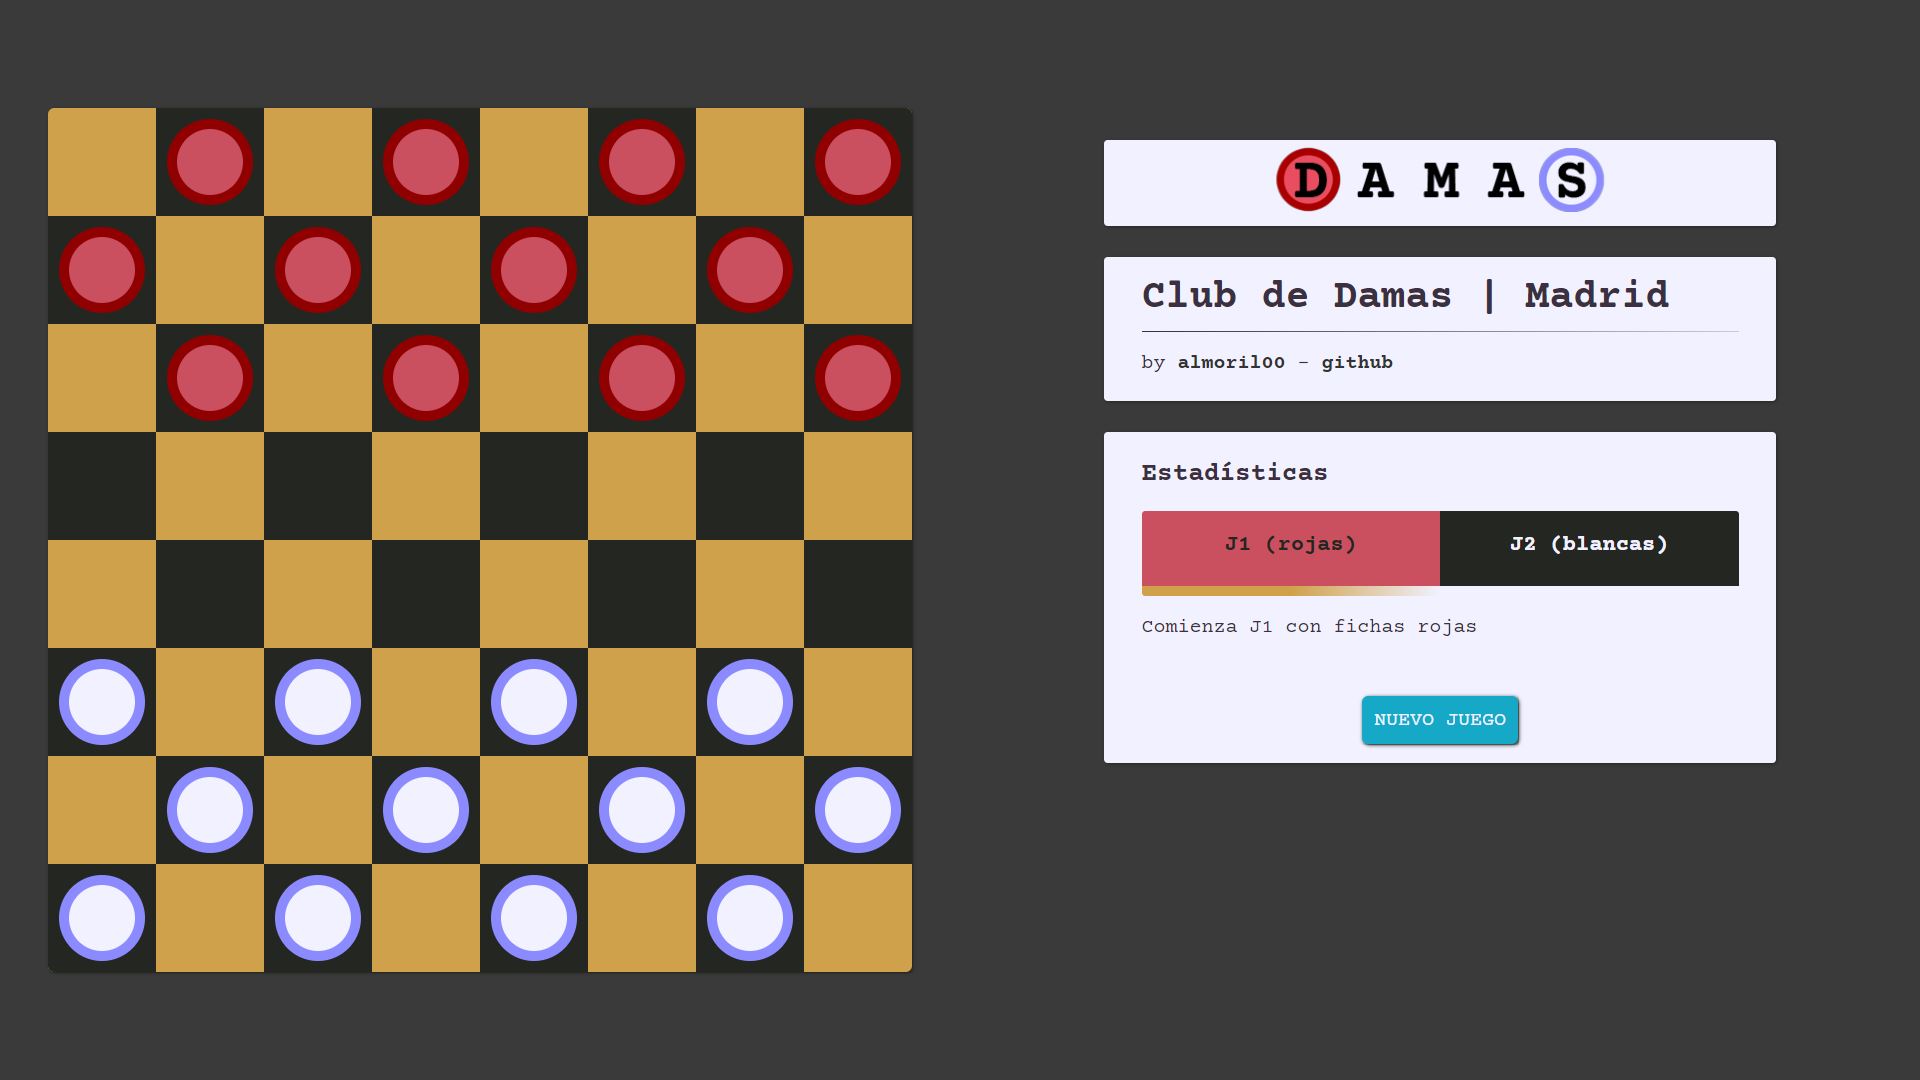 D A M A S
Club de Damas | Madrid
by almoril00 - github
Estadísticas
J1 (rojas)
J2 (blancas)
Comienza J1 con fichas rojas
NUEVO JUEGO